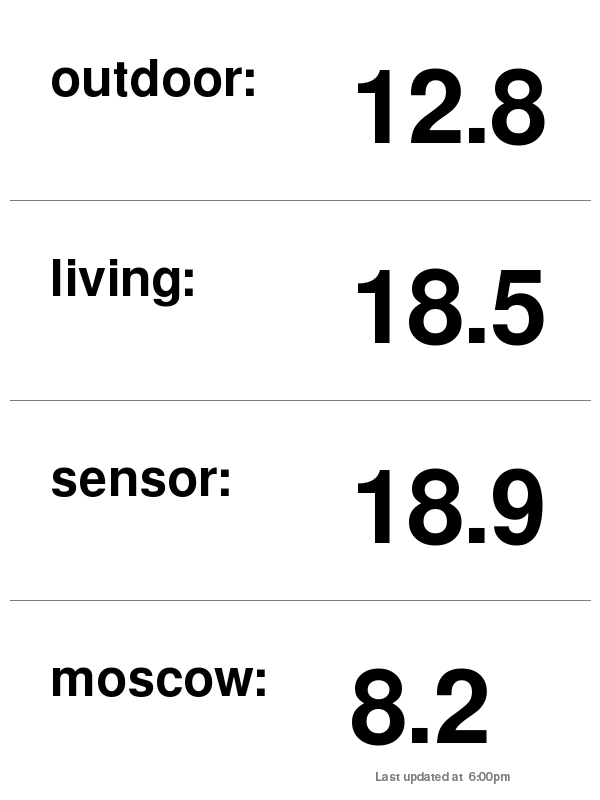 outdoor: 12.8
living: 18.5
sensor: 18.9
moscow: 8.2
Last updated at 6:00pm